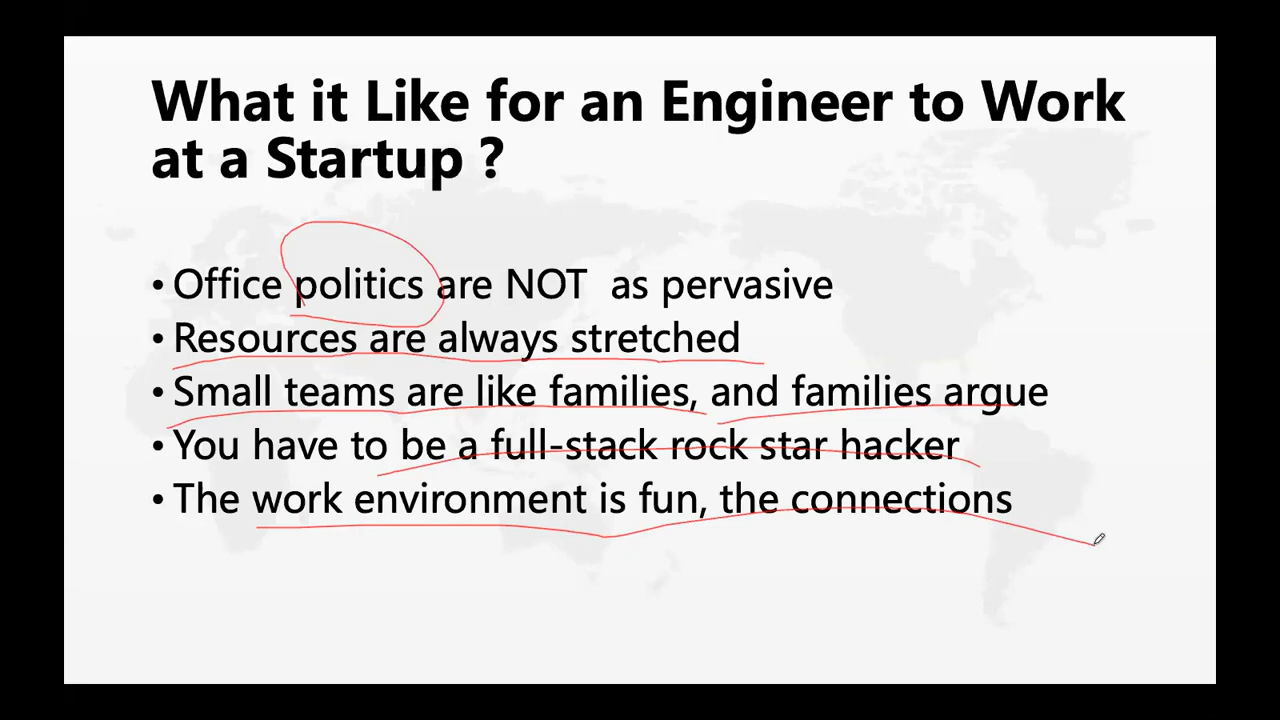 What it Like for an Engineer to Work
at a Startup ?
• Office politics are NOT as pervasive
• Resources are always stretched
• Small teams are like families, and families argue
• You have to be a full-stack rock star hacker
• The work environment is fun, the connections